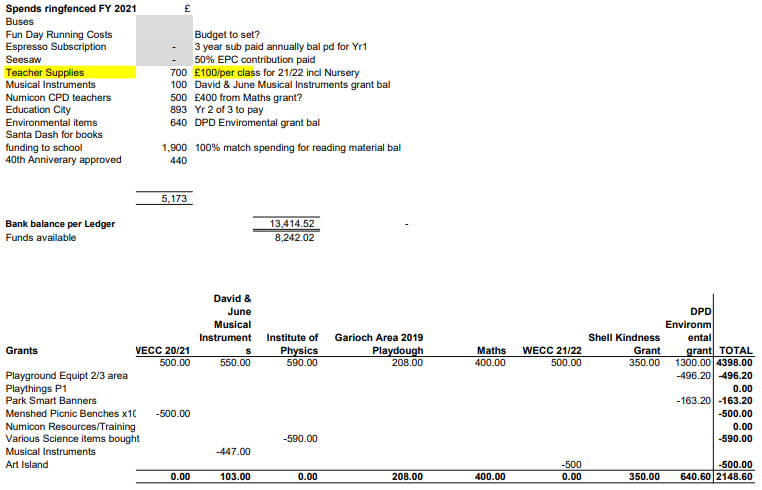 Spends ringfenced FY 2021 £
Buses
Fun Day Running Costs Budget to set?
Espresso Subscription - 3 year sub paid annually bal pd for Yr1
Seesaw - 50% EPC contribution paid
Teacher Supplies 700 £100/per class for 21/22 incl Nursery
Musical Instruments 100 David & June Musical Instruments grant bal
Numicon CPD teachers 500 £400 from Maths grant?
Education City 893 Yr 2 of 3 to pay
Environmental items 640 DPD Enviromental grant bal
Santa Dash for books
funding to school 1,900 100% match spending for reading material bal
40th Anniverary approved 440
5,173
Bank balance per Ledger 13,414.52 -
Funds available 8,242.02
David &
June DPD
Musical Environm
Instrument Institute of Garioch Area 2019 Shell Kindness ental
Grants WECC 20/21 s Physics Playdough Maths WECC 21/22 Grant grant TOTAL
500.00 550.00 590.00 208.00 400.00 500.00 350.00 1300.00 4398.00
Playground Equipt 2/3 area -496.20 -496.20
Playthings P1 0.00
Park Smart Banners -163.20 -163.20
Menshed Picnic Benches x10 -500.00 -500.00
Numicon Resources/Training 0.00
Various Science items bought -590.00 -590.00
Musical Instruments -447.00
Art Island -500 -500.00
0.00 103.00 0.00 208.00 400.00 0.00 350.00 640.60 2148.60